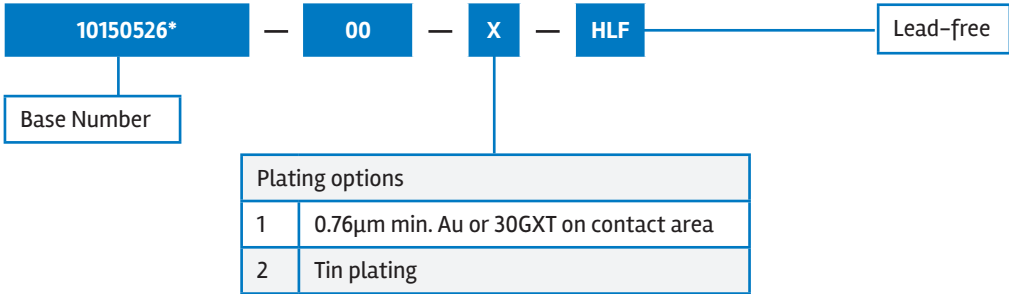 10150526* — 00 — X — HLF Lead-free
Base Number
Plating options
1 0.76µm min. Au or 30GXT on contact area
2 Tin plating